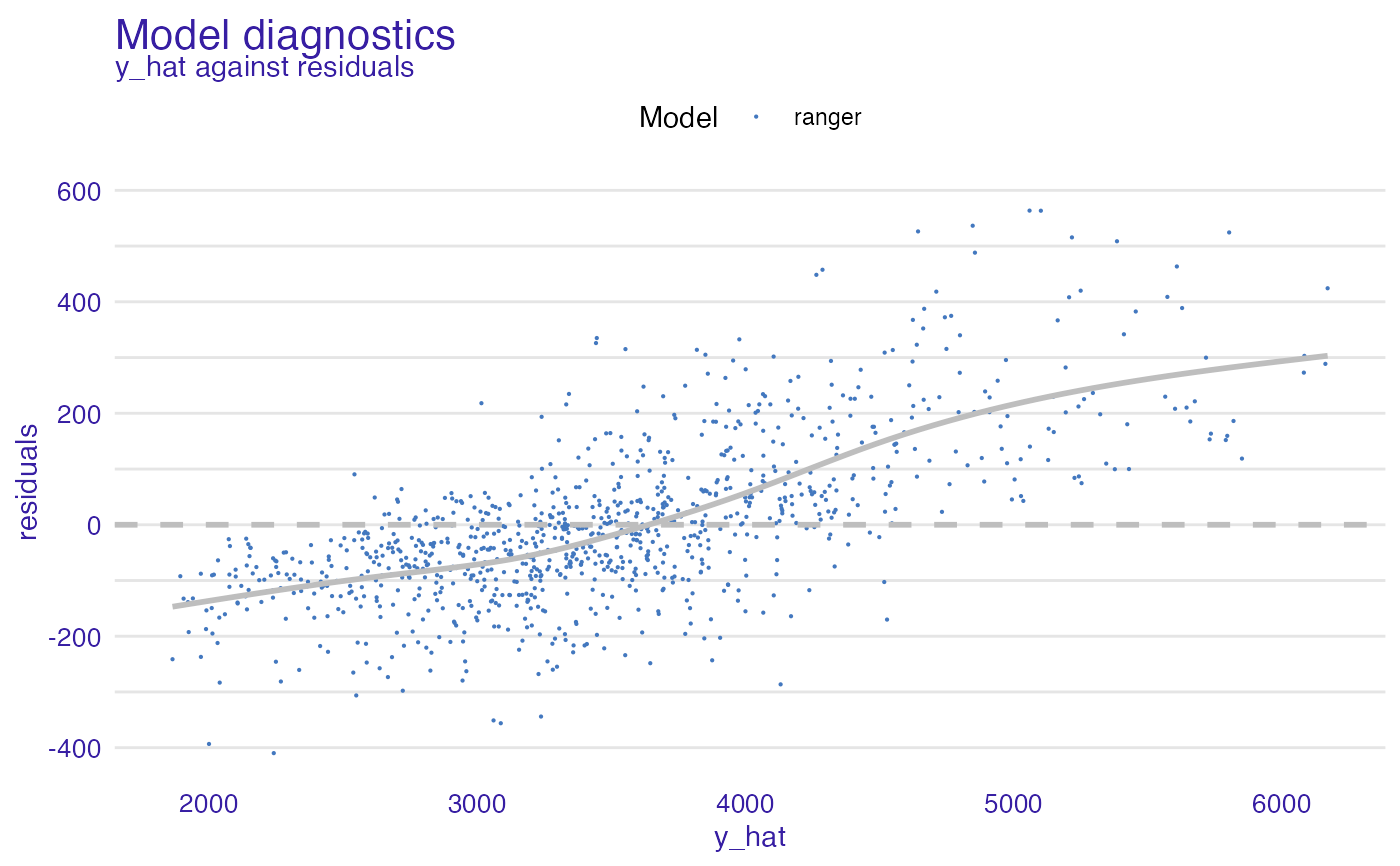 Model diagnostics
y_hat against residuals
Model ranger
600
400
200
0
-200
-400
residuals
2000 3000 4000 5000 6000
y_hat